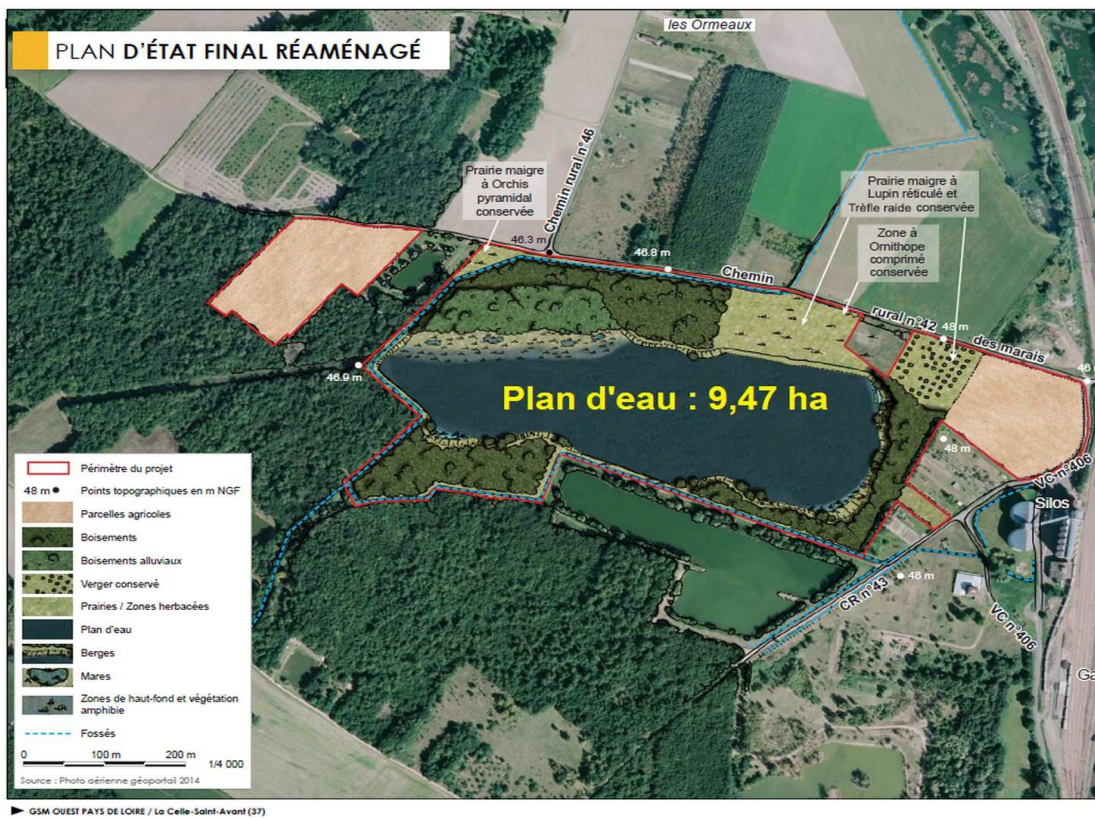 les Ormeaux
PLAN D'ÉTAT FINAL RÉAMÉNAGÉ
Chemin rural n°46
Prairie maigre
à Orchis
pyramidal
conservée
Prairie maigre à
Lupin réticulé et
Trèfle raide conservée
Zone à
Ornithope
comprimé
conservée
46.3 m
46.8 m
Chemin
rural n°42
48 m
des marais
46.9 m
Plan d'eau : 9,47 ha
48 m
VC n°406
Silos
CR n°43
VC n°406
Périmètre du projet
48 m Points topographiques en m NGF
Parcelles agricoles
Boisements
Boisements alluviaux
Verger conservé
Prairies / Zones herbacées
Plan d'eau
Berges
Mares
Zones de haut-fond et végétation
amphibie
Fossés
0 100 m 200 m
1/4 000
Source : Photo aérienne géoportail 2014
GSM OUEST PAYS DE LOIRE / La Celle-Saint-Avant (37)